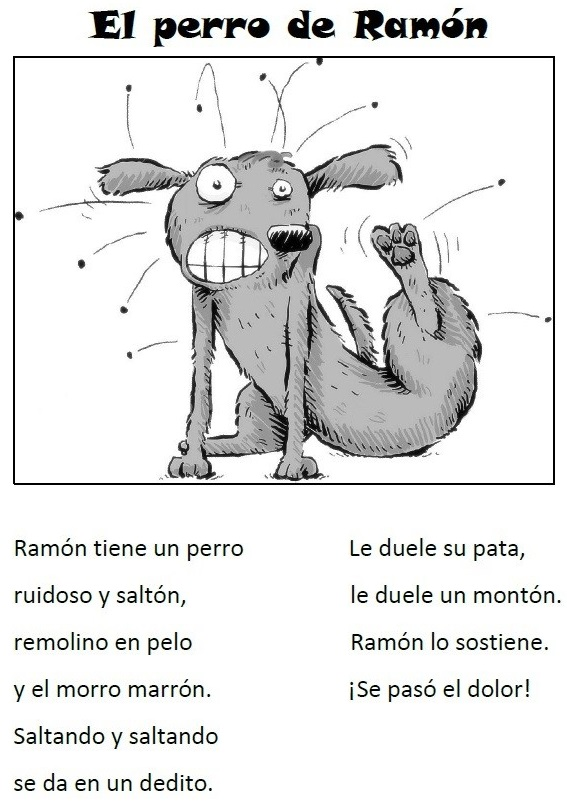 El perro de Ramón
Ramón tiene un perro
ruidoso y saltón,
remolino en pelo
y el morro marrón.
Saltando y saltando
se da en un dedito.
Le duele su pata,
le duele un montón.
Ramón lo sostiene.
¡Se pasó el dolor!